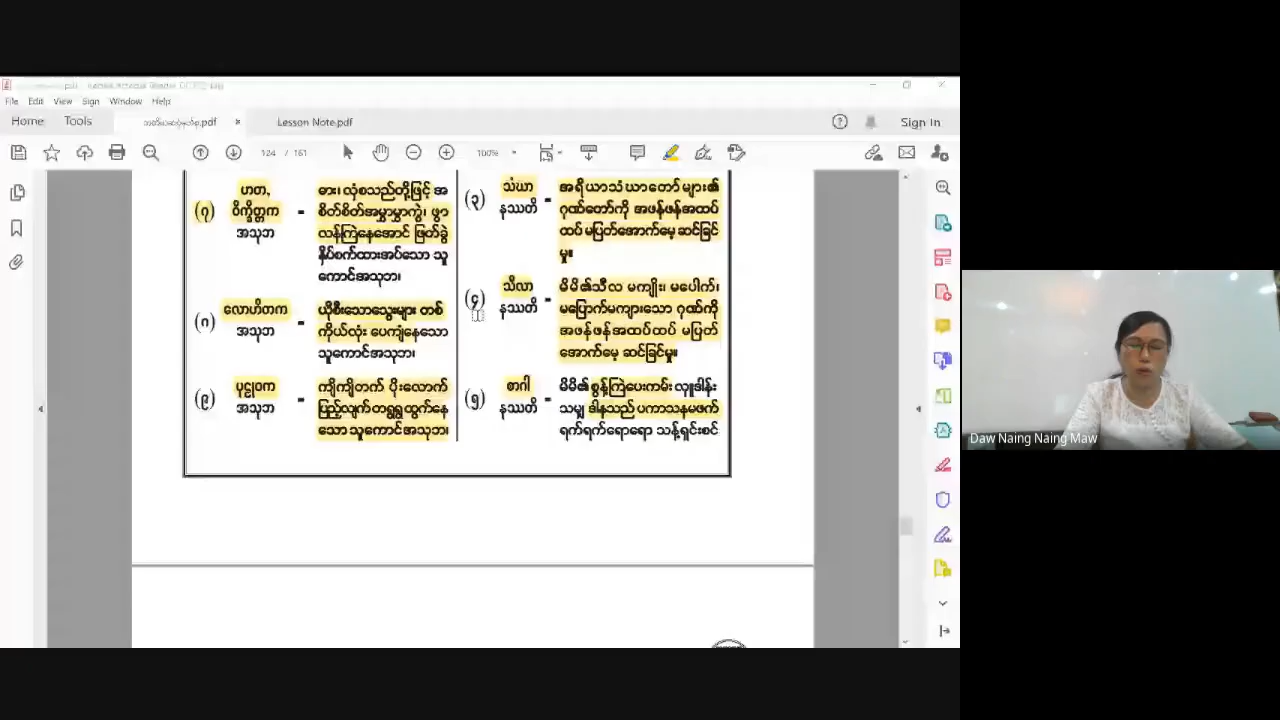 File Edit View Sign Window Help
Home Tools
Lesson Note.pdf
Sign In
124 / 161
100%
(၇) ဟတ, ဝိက္ခိတ္တက အသုဘ =
ဓား၊ လှံစသည်တို့ဖြင့် အ
စိတ်စိတ်အမွှာမွှာကွဲ၊ ဖွာ
လန်ကြဲနေအောင် ဖြတ်ခွဲ
နှိပ်စက်ထားအပ်သော သူ
ကောင်အသုဘ၊
(၈) လောဟိတက အသုဘ =
ယိုစီးသောသွေးများ တစ်
ကိုယ်လုံး ပေကျံနေသော
သူကောင်အသုဘ၊
(၉) ပုဠုဝက အသုဘ =
ကျိကျိတက် ပိုးလောက်
ပြည့်လျက် တရွရွထွက်နေ
သော သူကောင်အသုဘ၊
(၃) သံဃာ နုဿတိ =
အရိယာသံဃာတော်များ၏
ဂုဏ်တော်ကို အဖန်ဖန်အထပ်
ထပ် မပြတ်အောက်မေ့ ဆင်ခြင်
မှု။
(၄) သီလာ နုဿတိ =
မိမိ၏သီလ မကျိုး၊ မပေါက်၊
မပြောက်မကျားသော ဂုဏ်ကို
အဖန်ဖန်အထပ်ထပ် မပြတ်
အောက်မေ့ ဆင်ခြင်မှု။
(၅) စာဂါ နုဿတိ =
မိမိ၏စွန့်ကြဲပေးကမ်း လှူဒါန်း
သမျှ ဒါနသည် ပကာသနမဖက်
ရက်ရက်ရောရော သန့်ရှင်းစင်
Daw Naing Naing Maw